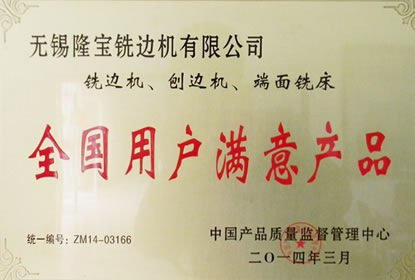 无锡隆宝铣边机有限公司
铣边机、刨边机、端面铣床
全国用户满意产品
统一编号：ZM14-03166
中国产品质量监督管理中心
二〇一四年三月